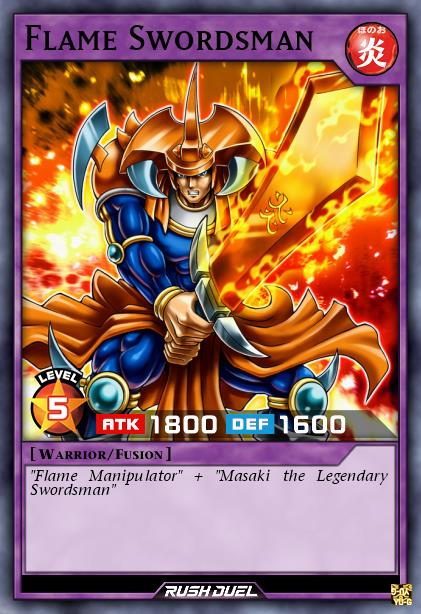 Flame Swordsman
ほのお
炎
LEVEL
5
ATK 1800 DEF 1600
[ Warrior/Fusion ]
"Flame Manipulator" + "Masaki the Legendary
Swordsman"
RUSH DUEL